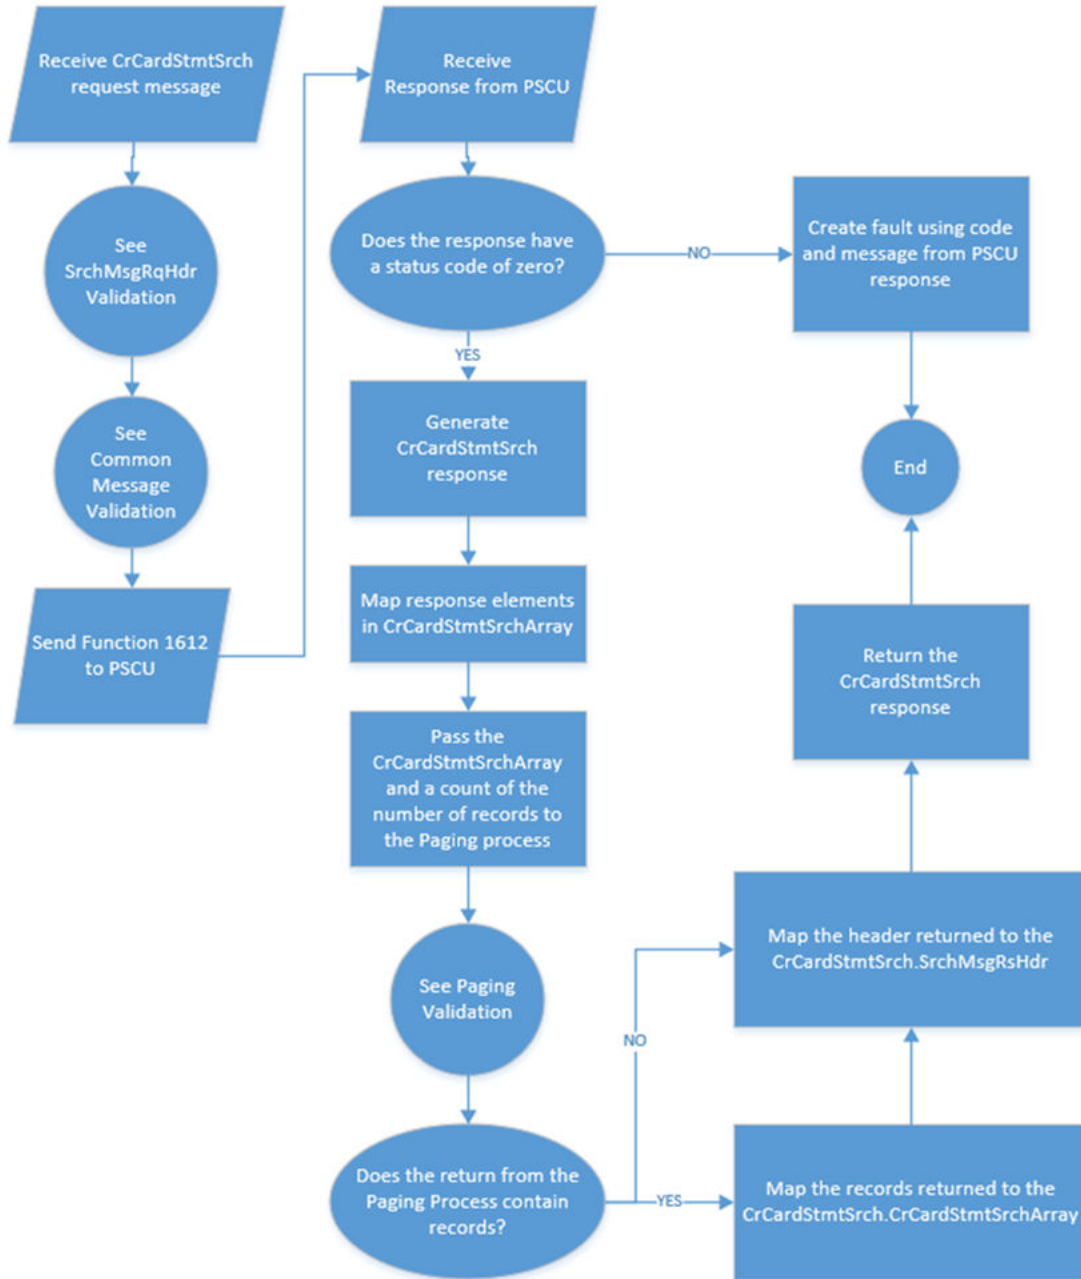 Receive CrCardStmtSrch
request message
See
SrchMsgRqHdr
Validation
See
Common
Message
Validation
Send Function 1612
to PSCU
Receive
Response from PSCU
Does the response have
a status code of zero?
NO
Create fault using code
and message from PSCU
response
End
YES
Generate
CrCardStmtSrch
response
Map response elements
in CrCardStmtSrchArray
Pass the
CrCardStmtSrchArray
and a count of the
number of records to
the Paging process
See Paging
Validation
Does the return from the
Paging Process contain
records?
NO
YES
Map the records returned to the
CrCardStmtSrch.CrCardStmtSrchArray
Map the header returned to the
CrCardStmtSrch.SrchMsgRsHdr
Return the
CrCardStmtSrch
response